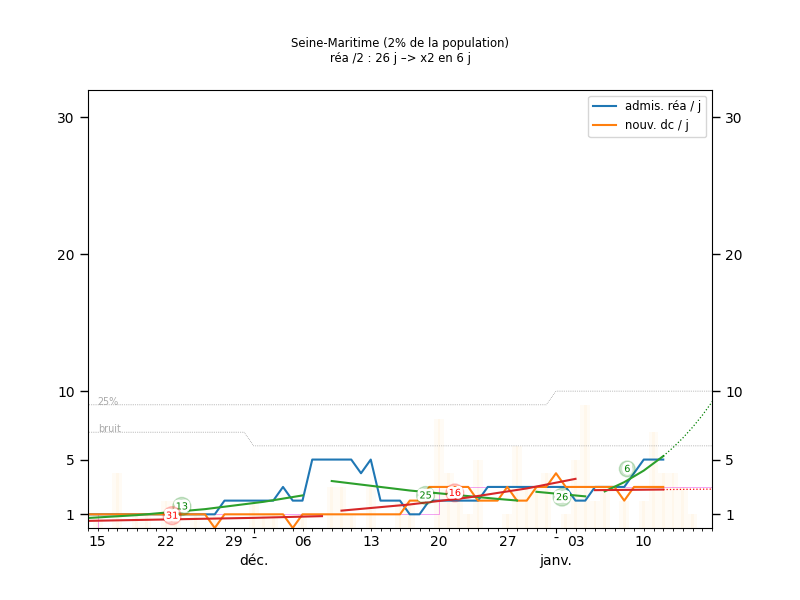 Seine-Maritime (2% de la population)
réa /2 : 26 j –> x2 en 6 j
admis. réa / j
nouv. dc / j
30 30
20 20
10 10
25%
bruit
5 5
6
13 25 16 26
31
1 1
15 22 29 - 06 13 20 27 - 03 10
déc. janv.